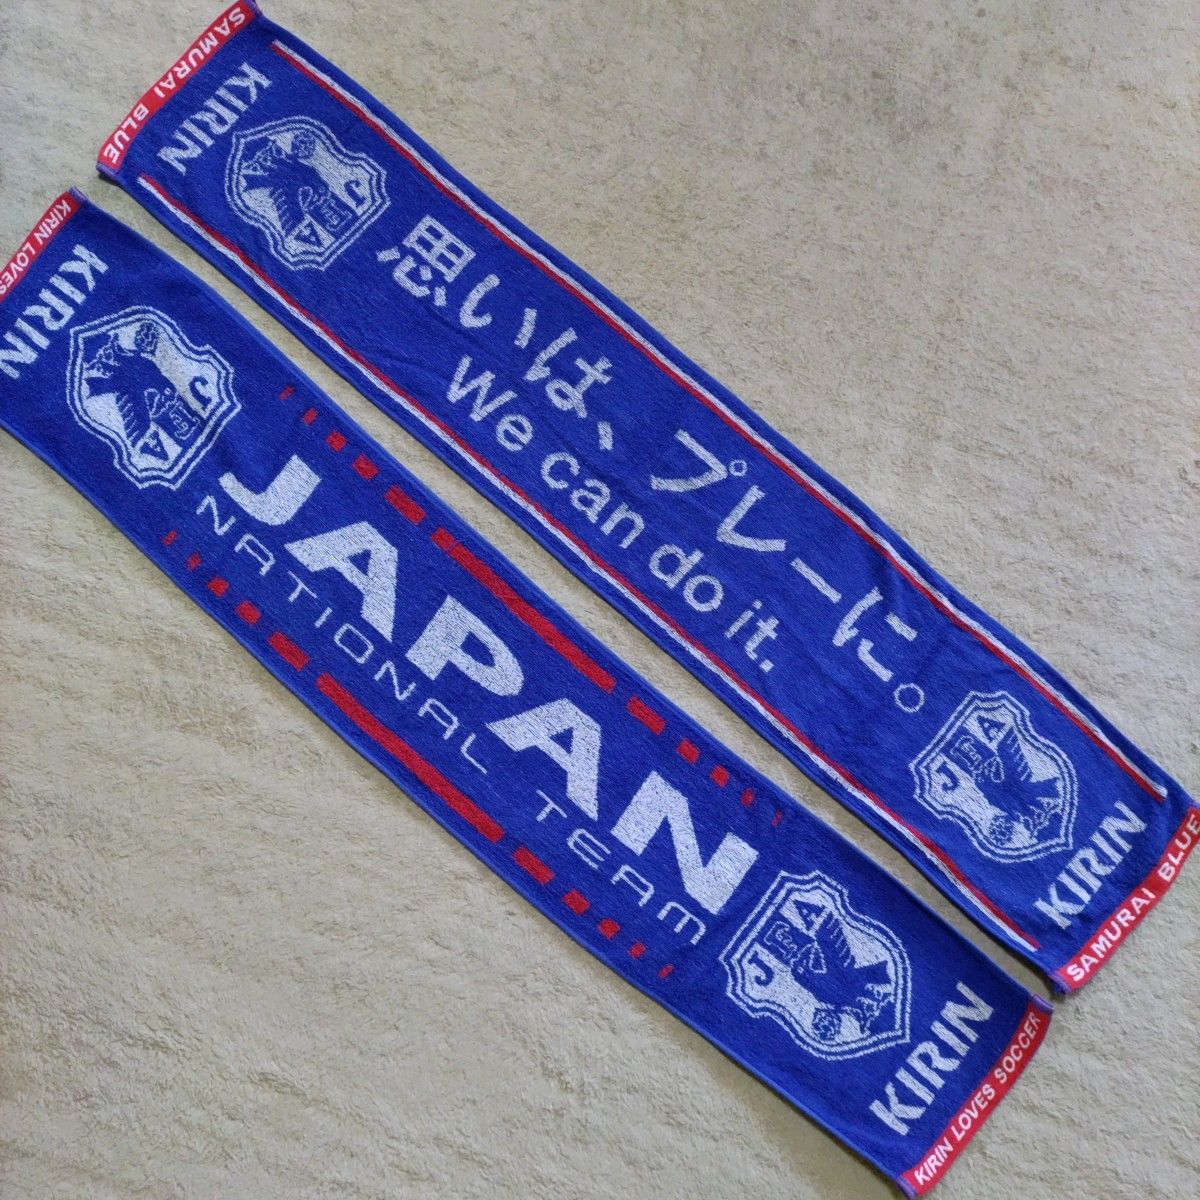 SAMURAI BLUE
KIRIN
JFA
思いは、プレーに。
We can do it.
JFA
KIRIN
SAMURAI BLUE
KIRIN LOVES
KIRIN
JFA
JAPAN
NATIONAL TEAM
JFA
KIRIN
KIRIN LOVES SOCCER